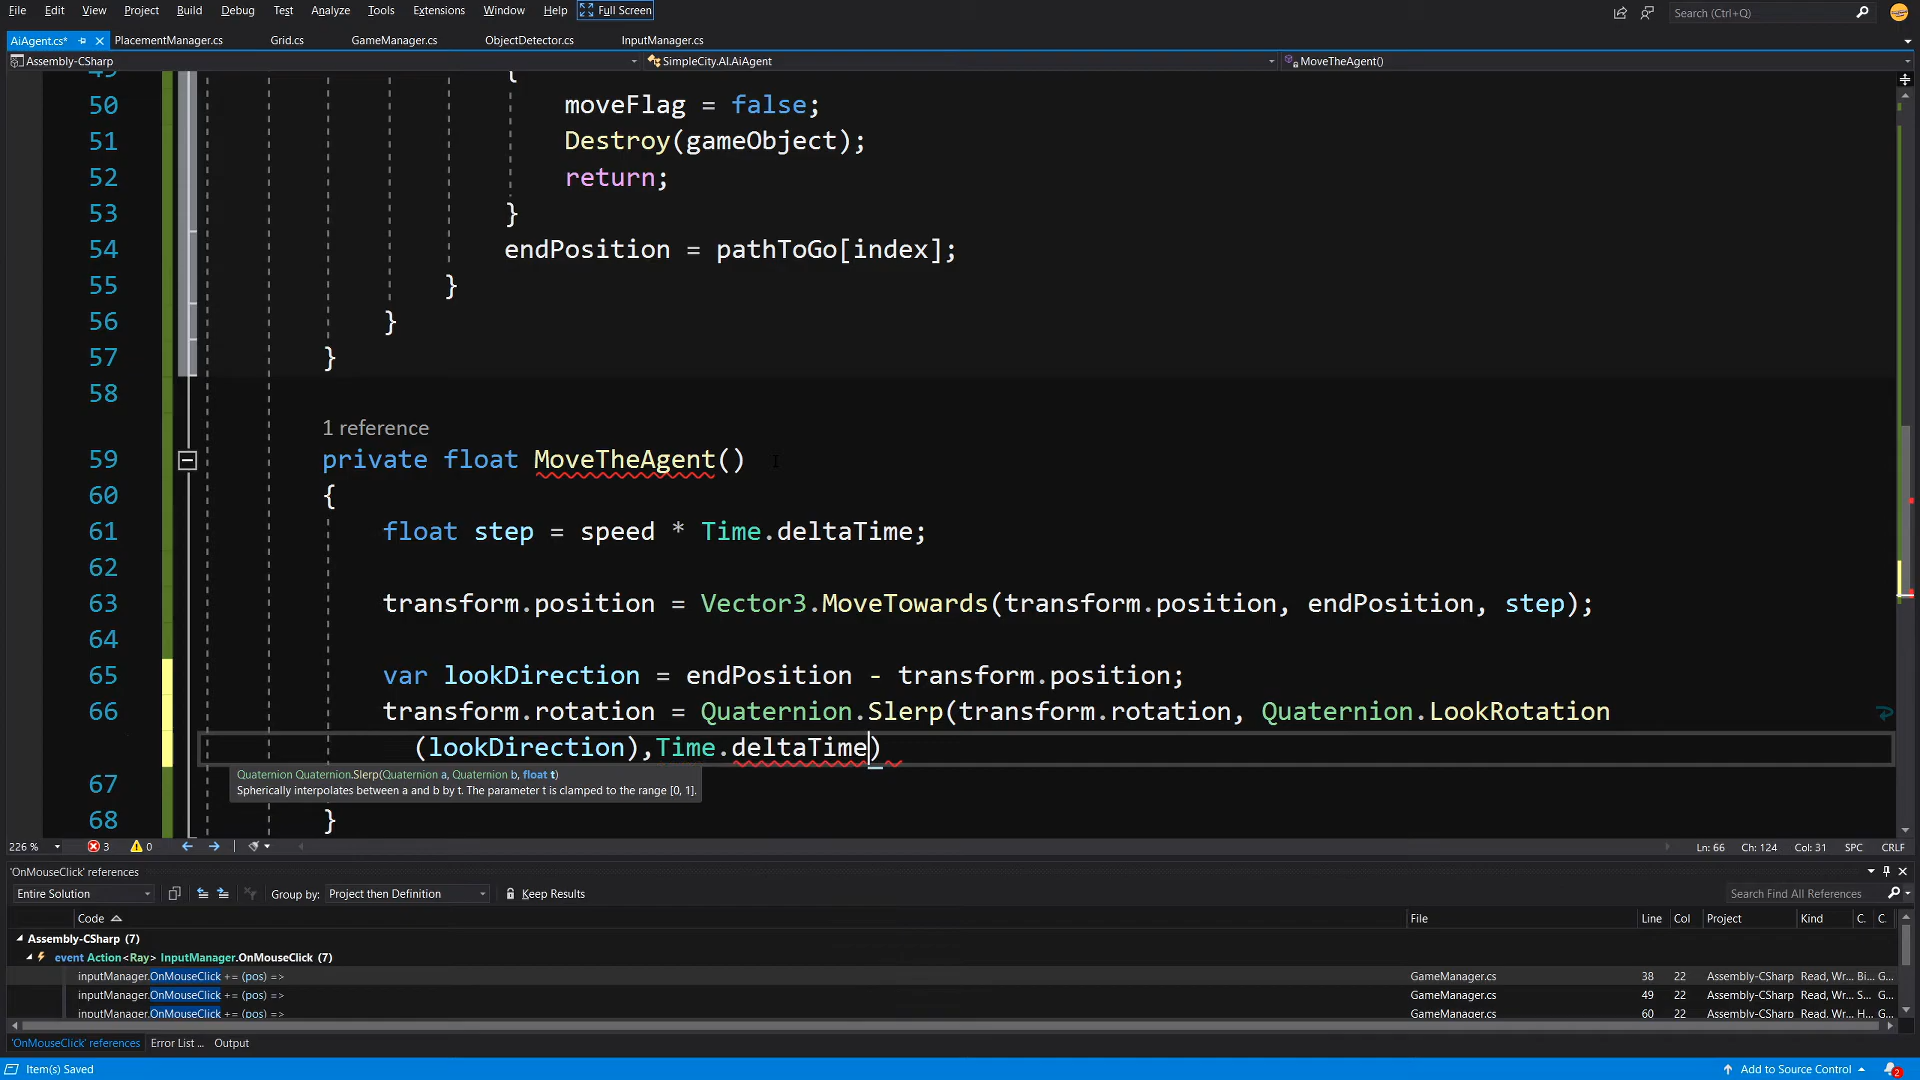 File Edit View Project Build Debug Test Analyze Tools Extensions Window Help Full Screen Search (Ctrl+Q)
AiAgent.cs* PlacementManager.cs Grid.cs GameManager.cs ObjectDetector.cs InputManager.cs
Assembly-CSharp SimpleCity.AI.AiAgent MoveTheAgent()
49 {
50 moveFlag = false;
51 Destroy(gameObject);
52 return;
53 }
54 endPosition = pathToGo[index];
55 }
56 }
57 }
58
1 reference
59 private float MoveTheAgent()
60 {
61 float step = speed * Time.deltaTime;
62
63 transform.position = Vector3.MoveTowards(transform.position, endPosition, step);
64
65 var lookDirection = endPosition - transform.position;
66 transform.rotation = Quaternion.Slerp(transform.rotation, Quaternion.LookRotation
(lookDirection),Time.deltaTime)
Quaternion Quaternion.Slerp(Quaternion a, Quaternion b, float t)
67 Spherically interpolates between a and b by t. The parameter t is clamped to the range [0, 1].
68 }
226 % 3 0 Ln: 66 Ch: 124 Col: 31 SPC CRLF
'OnMouseClick' references
Entire Solution Group by: Project then Definition Keep Results Search Find All References
Code File Line Col Project Kind C. C.
Assembly-CSharp (7)
event Action<Ray> InputManager.OnMouseClick (7)
inputManager.OnMouseClick += (pos) => GameManager.cs 38 22 Assembly-CSharp Read, Wr... Bi... G...
inputManager.OnMouseClick += (pos) => GameManager.cs 49 22 Assembly-CSharp Read, Wr... S... G...
inputManager.OnMouseClick += (pos) => GameManager.cs 60 22 Assembly-CSharp Read, Wr... H... G...
'OnMouseClick' references Error List ... Output
Item(s) Saved Add to Source Control 2